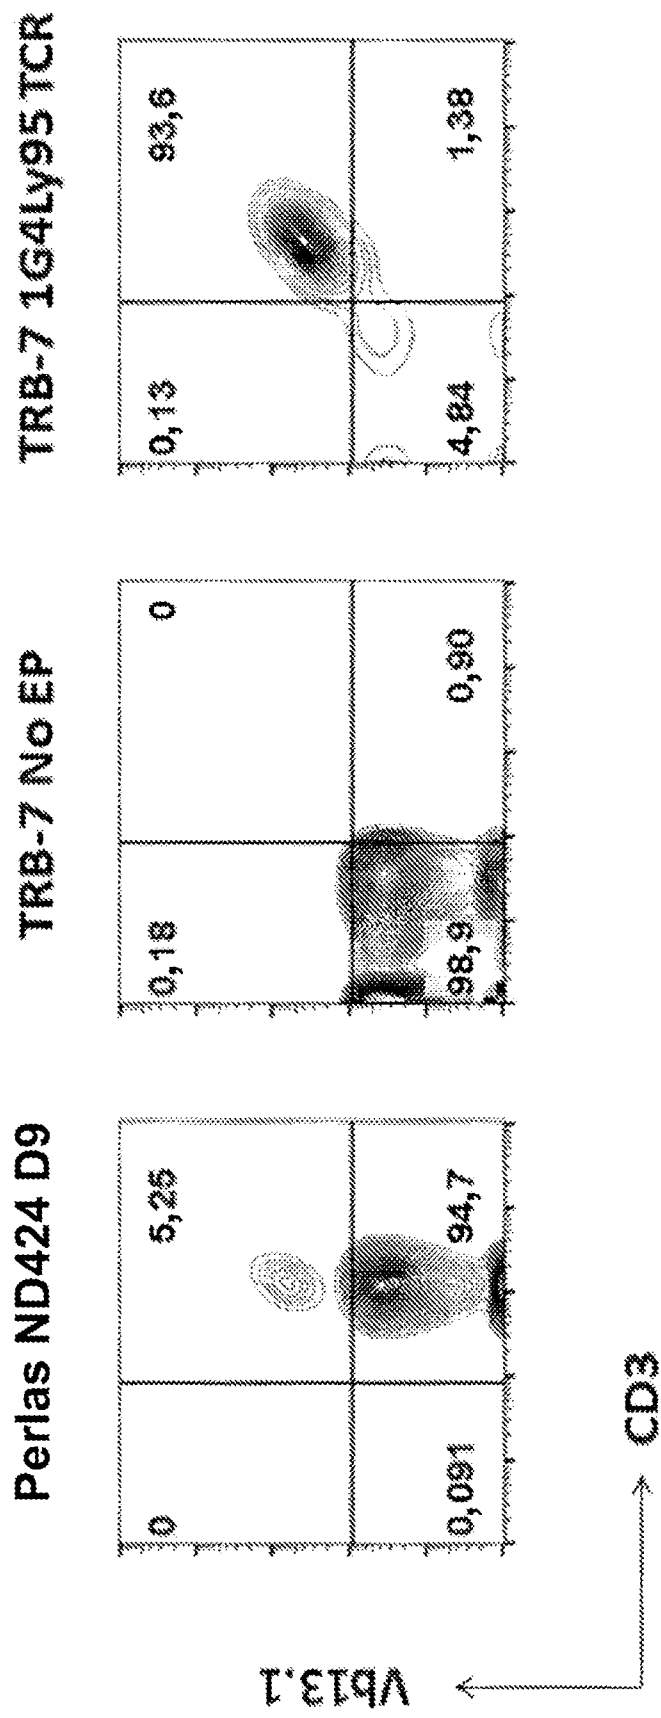 Perlas ND424 D9
0
5,25
0,091
94,7
TRB-7 No EP
0,18
0
98,9
0,90
TRB-7 1G4Ly95 TCR
0,13
93,6
4,84
1,38
Vb13.1
CD3